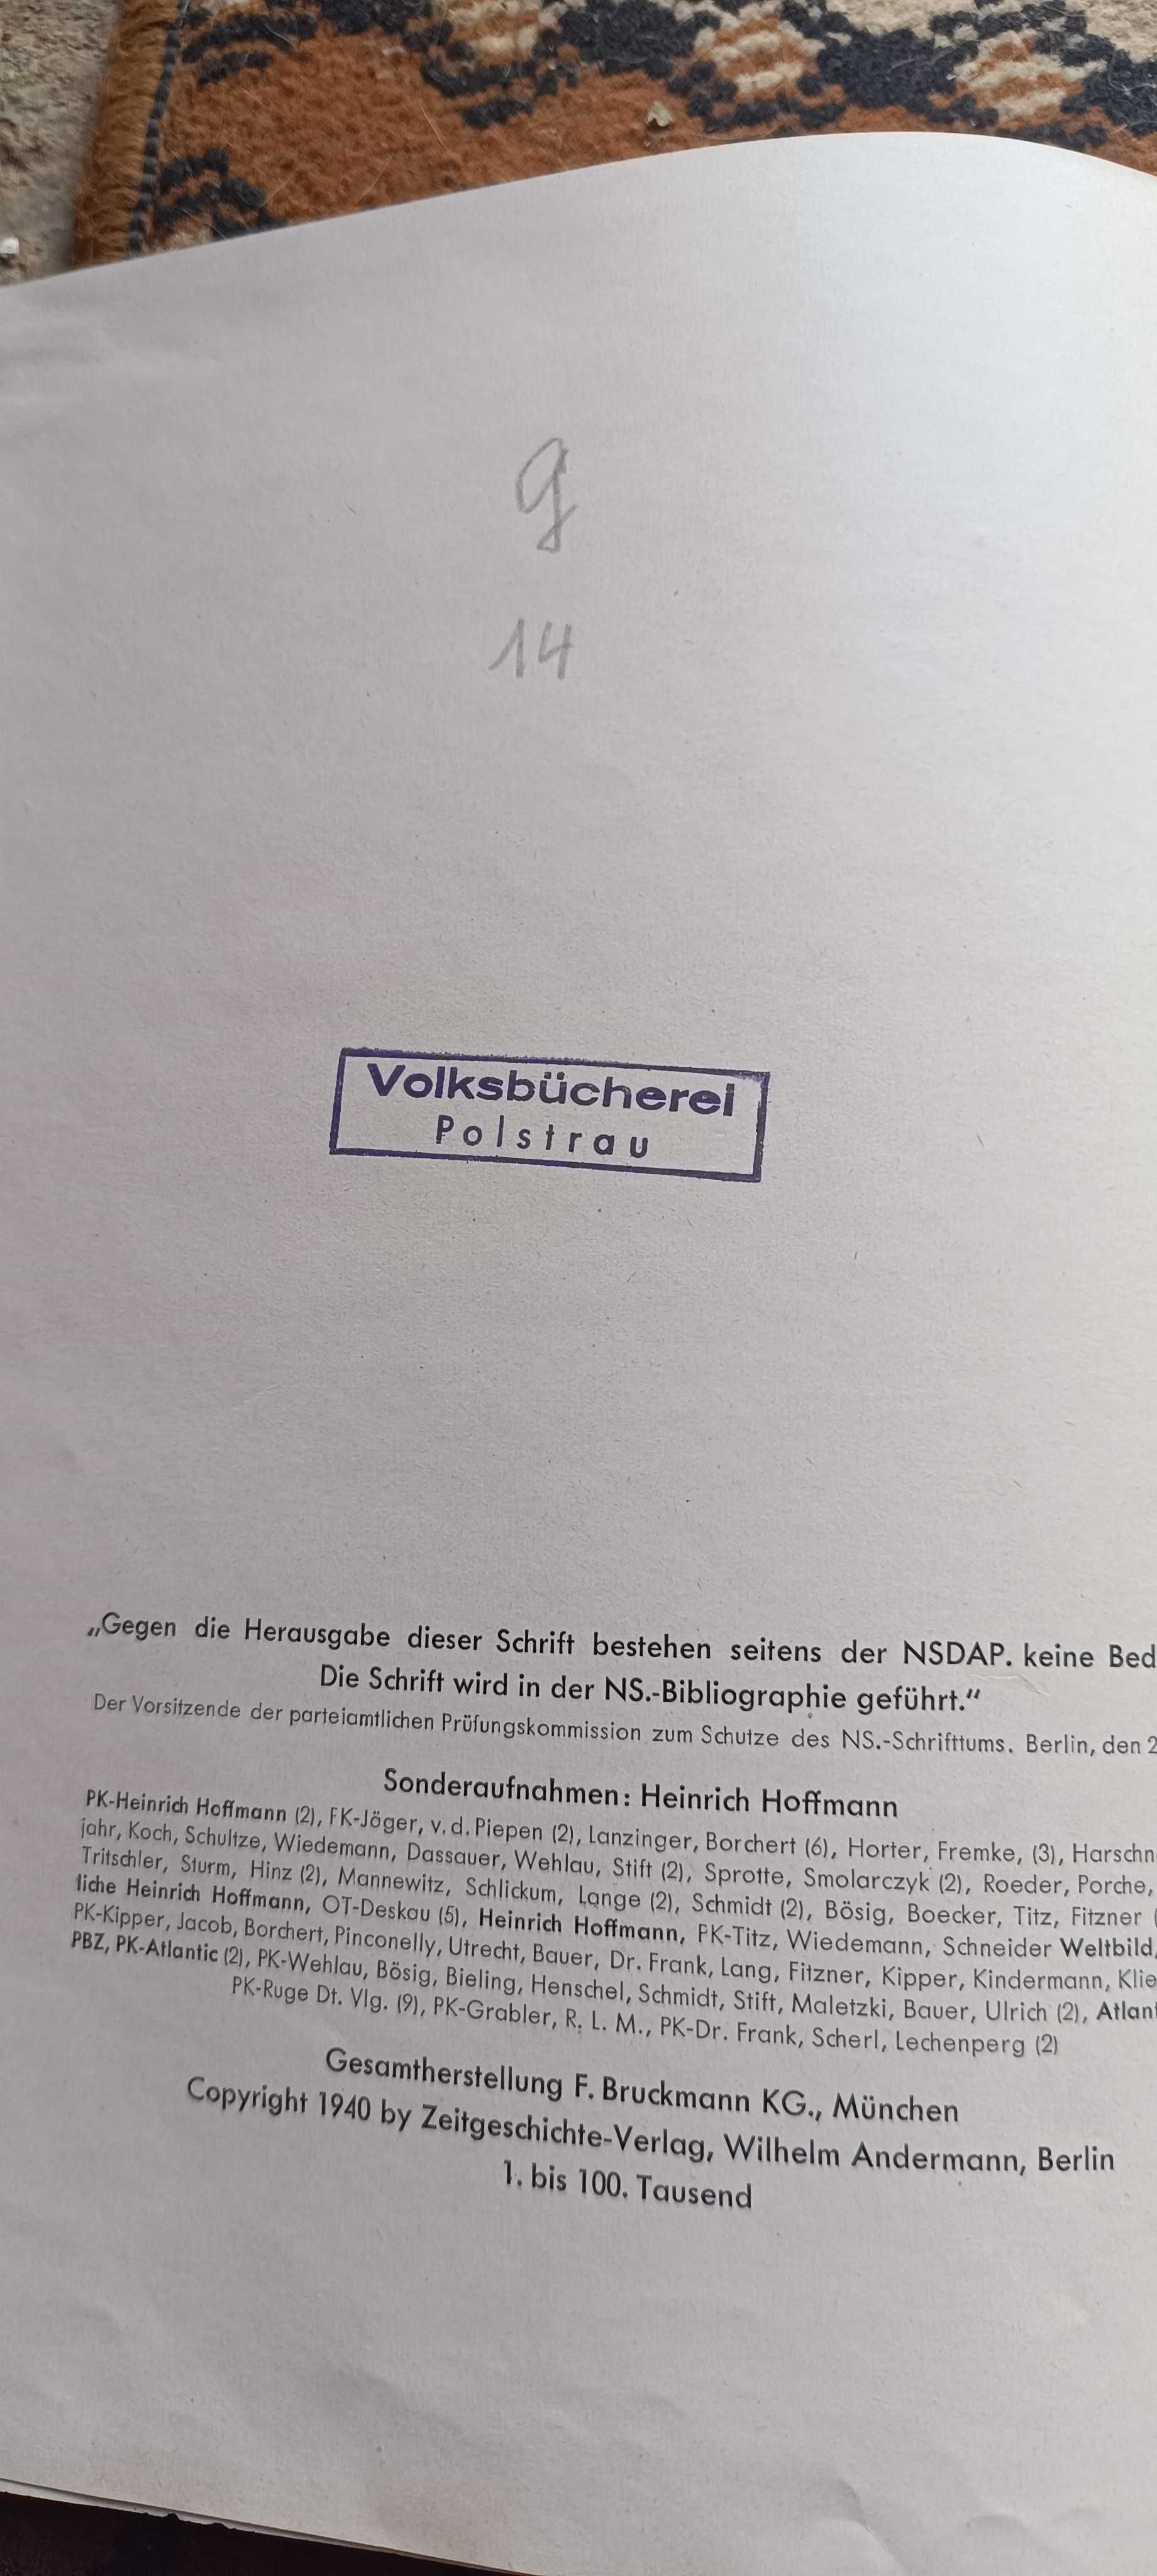 g
14
Volksbücherei
Polstrau
„Gegen die Herausgabe dieser Schrift bestehen seitens der NSDAP. keine Bed
Die Schrift wird in der NS.-Bibliographie geführt.“
Der Vorsitzende der parteiamtlichen Prüfungskommission zum Schutze des NS.-Schrifttums. Berlin, den 2
Sonderaufnahmen: Heinrich Hoffmann
PK-Heinrich Hoffmann (2), PK-Jäger, v. d. Piepen (2), Lanzinger, Borchert (6), Horter, Fremke, (3), Harschn
jahr, Koch, Schultze, Wiedemann, Dassauer, Wehlau, Stift (2), Sprotte, Smolarczyk (2), Roeder, Porche,
Tritschler, Sturm, Hinz (2), Mannewitz, Schlickum, Lange (2), Schmidt (2), Bösig, Boecker, Titz, Fitzner (
liche Heinrich Hoffmann, OT-Deskau (5), Heinrich Hoffmann, PK-Titz, Wiedemann, Schneider Weltbild,
PK-Kipper, Jacob, Borchert, Pinconelly, Utrecht, Bauer, Dr. Frank, Lang, Fitzner, Kipper, Kindermann, Klie
PBZ, PK-Atlantic (2), PK-Wehlau, Bösig, Bieling, Henschel, Schmidt, Stift, Maletzki, Bauer, Ulrich (2), Atlant
PK-Ruge Dt. Vlg. (9), PK-Grabler, R. L. M., PK-Dr. Frank, Scherl, Lechenperg (2)
Gesamtherstellung F. Bruckmann KG., München
Copyright 1940 by Zeitgeschichte-Verlag, Wilhelm Andermann, Berlin
1. bis 100. Tausend